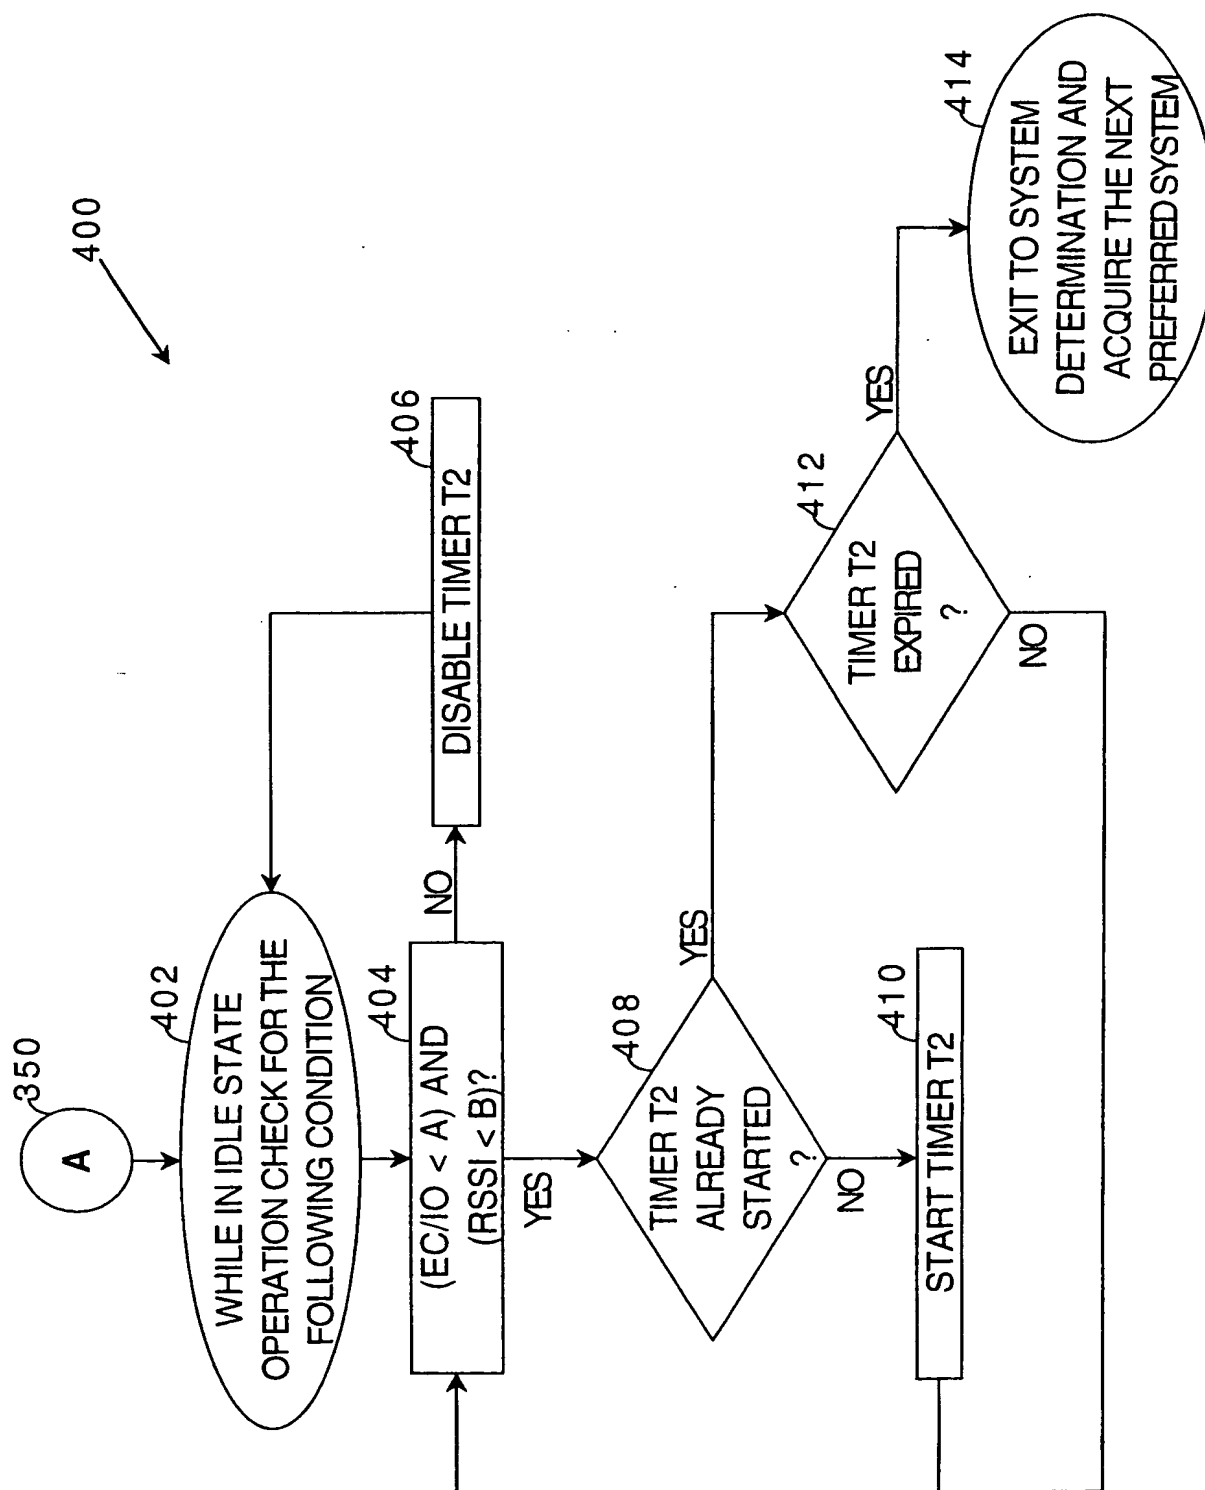 400
350
A
402
WHILE IN IDLE STATE
OPERATION CHECK FOR THE
FOLLOWING CONDITION
404
(EC/IO < A) AND
(RSSI < B)?
NO
406
DISABLE TIMER T2
YES
408
TIMER T2
ALREADY
STARTED
?
YES
NO
410
START TIMER T2
412
TIMER T2
EXPIRED
?
YES
NO
414
EXIT TO SYSTEM
DETERMINATION AND
ACQUIRE THE NEXT
PREFERRED SYSTEM